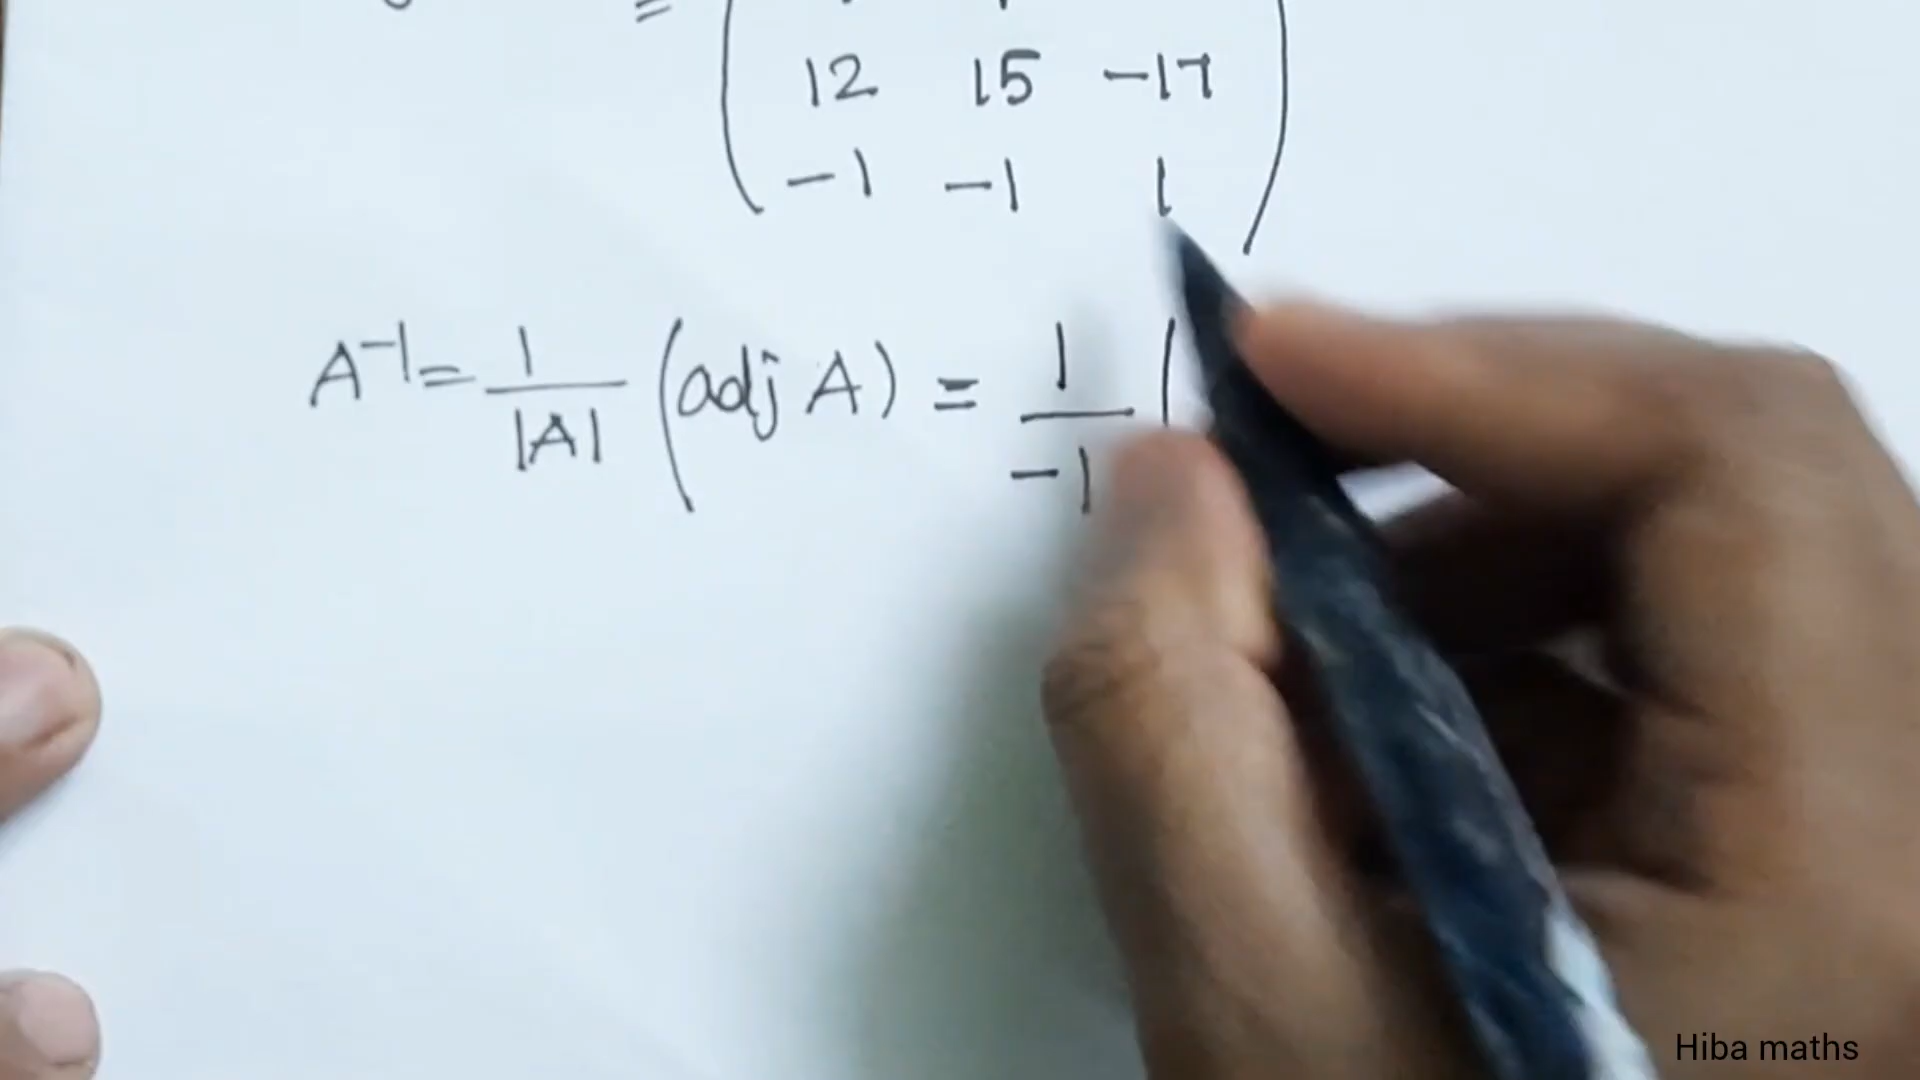 =
12 15 -17
-1 -1 1
A⁻¹ = 1/|A| (adj A) = 1/-1 (
Hiba maths